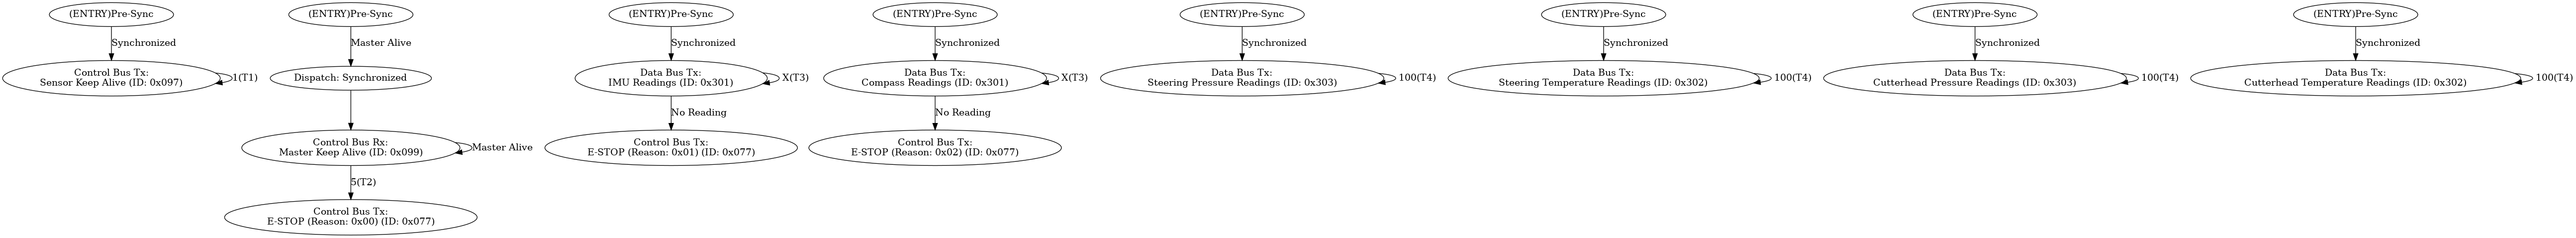 (ENTRY)Pre-Sync
Synchronized
Control Bus Tx:
Sensor Keep Alive (ID: 0x097)
1(T1)
(ENTRY)Pre-Sync
Master Alive
Dispatch: Synchronized
Control Bus Rx:
Master Keep Alive (ID: 0x099)
Master Alive
5(T2)
Control Bus Tx:
E-STOP (Reason: 0x00) (ID: 0x077)
(ENTRY)Pre-Sync
Synchronized
Data Bus Tx:
IMU Readings (ID: 0x301)
X(T3)
No Reading
Control Bus Tx:
E-STOP (Reason: 0x01) (ID: 0x077)
(ENTRY)Pre-Sync
Synchronized
Data Bus Tx:
Compass Readings (ID: 0x301)
X(T3)
No Reading
Control Bus Tx:
E-STOP (Reason: 0x02) (ID: 0x077)
(ENTRY)Pre-Sync
Synchronized
Data Bus Tx:
Steering Pressure Readings (ID: 0x303)
100(T4)
(ENTRY)Pre-Sync
Synchronized
Data Bus Tx:
Steering Temperature Readings (ID: 0x302)
100(T4)
(ENTRY)Pre-Sync
Synchronized
Data Bus Tx:
Cutterhead Pressure Readings (ID: 0x303)
100(T4)
(ENTRY)Pre-Sync
Synchronized
Data Bus Tx:
Cutterhead Temperature Readings (ID: 0x302)
100(T4)